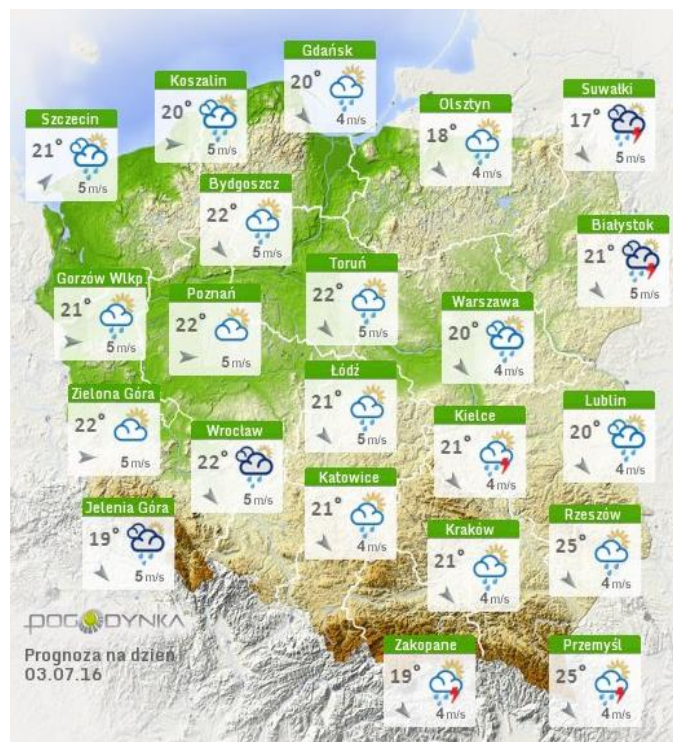 Gdańsk
20°
4 m/s
Koszalin
20°
5 m/s
Suwałki
17°
5 m/s
Olsztyn
18°
4 m/s
Szczecin
21°
5 m/s
Bydgoszcz
22°
5 m/s
Białystok
21°
5 m/s
Toruń
22°
5 m/s
Gorzów Wlkp
21°
5 m/s
Poznań
22°
5 m/s
Warszawa
20°
4 m/s
Łódź
21°
5 m/s
Zielona Góra
22°
5 m/s
Lublin
20°
4 m/s
Kielce
21°
4 m/s
Wrocław
22°
5 m/s
Katowice
21°
4 m/s
Jelenia Góra
19°
5 m/s
Rzeszów
25°
4 m/s
Kraków
21°
4 m/s
POGODYNKA
Prognoza na dzień
03.07.16
Zakopane
19°
4 m/s
Przemyśl
25°
4 m/s